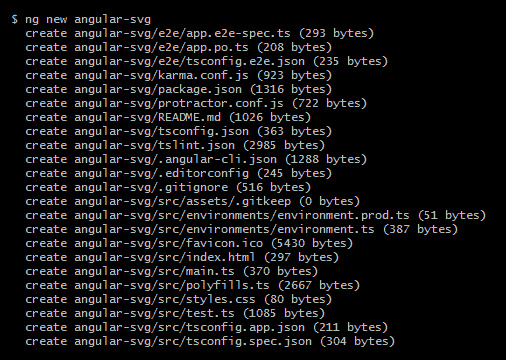 $ ng new angular-svg
create angular-svg/e2e/app.e2e-spec.ts (293 bytes)
create angular-svg/e2e/app.po.ts (208 bytes)
create angular-svg/e2e/tsconfig.e2e.json (235 bytes)
create angular-svg/karma.conf.js (923 bytes)
create angular-svg/package.json (1316 bytes)
create angular-svg/protractor.conf.js (722 bytes)
create angular-svg/README.md (1026 bytes)
create angular-svg/tsconfig.json (363 bytes)
create angular-svg/tslint.json (2985 bytes)
create angular-svg/.angular-cli.json (1288 bytes)
create angular-svg/.editorconfig (245 bytes)
create angular-svg/.gitignore (516 bytes)
create angular-svg/src/assets/.gitkeep (0 bytes)
create angular-svg/src/environments/environment.prod.ts (51 bytes)
create angular-svg/src/environments/environment.ts (387 bytes)
create angular-svg/src/favicon.ico (5430 bytes)
create angular-svg/src/index.html (297 bytes)
create angular-svg/src/main.ts (370 bytes)
create angular-svg/src/polyfills.ts (2667 bytes)
create angular-svg/src/styles.css (80 bytes)
create angular-svg/src/test.ts (1085 bytes)
create angular-svg/src/tsconfig.app.json (211 bytes)
create angular-svg/src/tsconfig.spec.json (304 bytes)